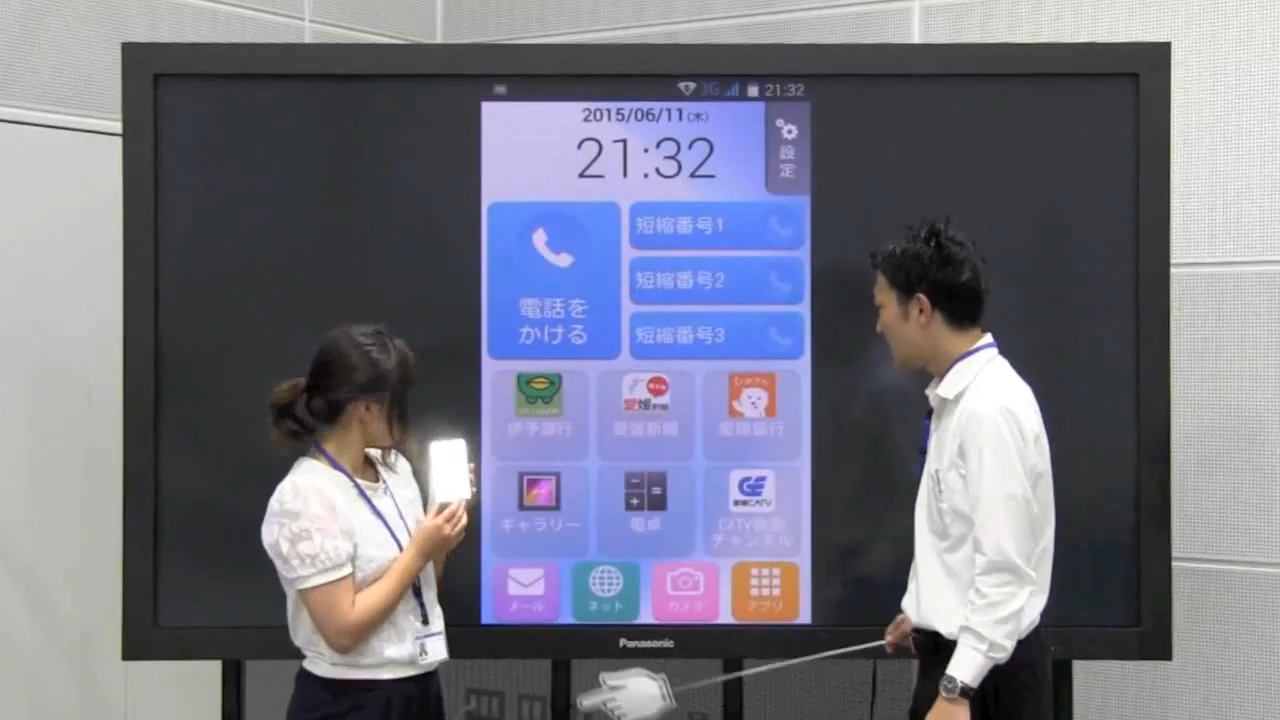 3G 21:32
2015/06/11(木)
21:32
設定
電話を
かける
短縮番号1
短縮番号2
短縮番号3
伊予銀行
愛媛新聞
愛媛銀行
ギャラリー
電卓
愛媛CATV
チャンネル
メール
ネット
カメラ
アプリ
Panasonic